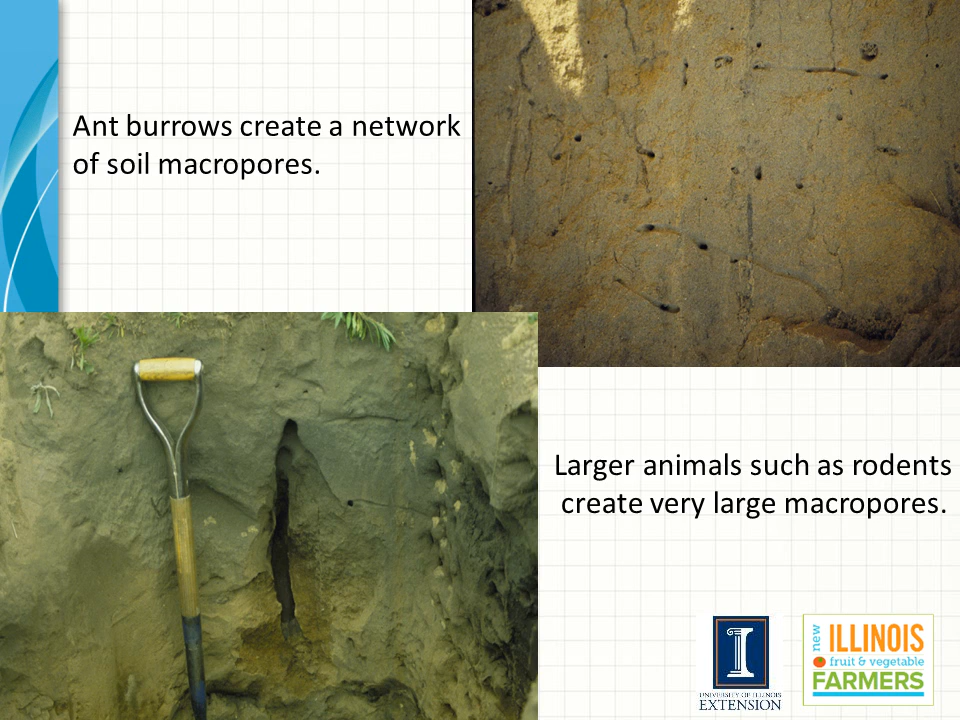 Ant burrows create a network
of soil macropores.
Larger animals such as rodents
create very large macropores.
I
UNIVERSITY OF ILLINOIS
EXTENSION
new
ILLINOIS
fruit & vegetable
FARMERS